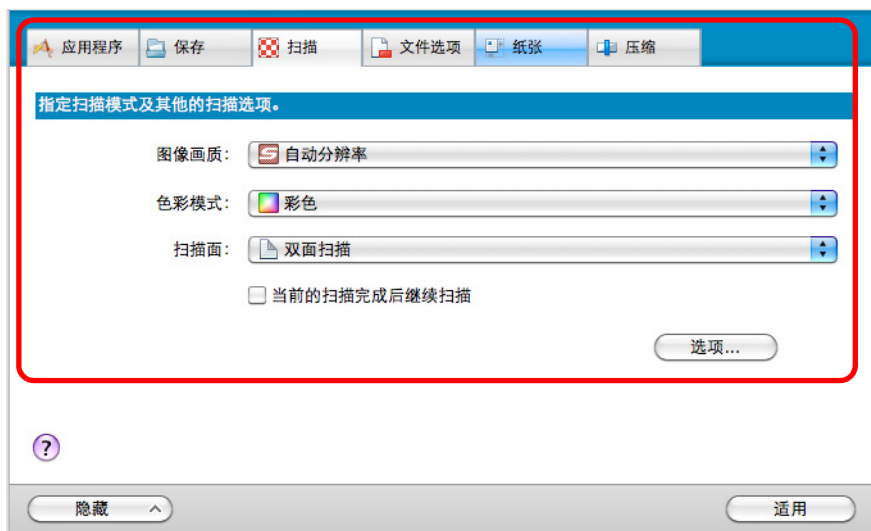 应用程序 保存 扫描 文件选项 纸张 压缩
指定扫描模式及其他的扫描选项。
图像画质: 自动分辨率
色彩模式: 彩色
扫描面: 双面扫描
当前的扫描完成后继续扫描
选项...
?
隐藏 适用